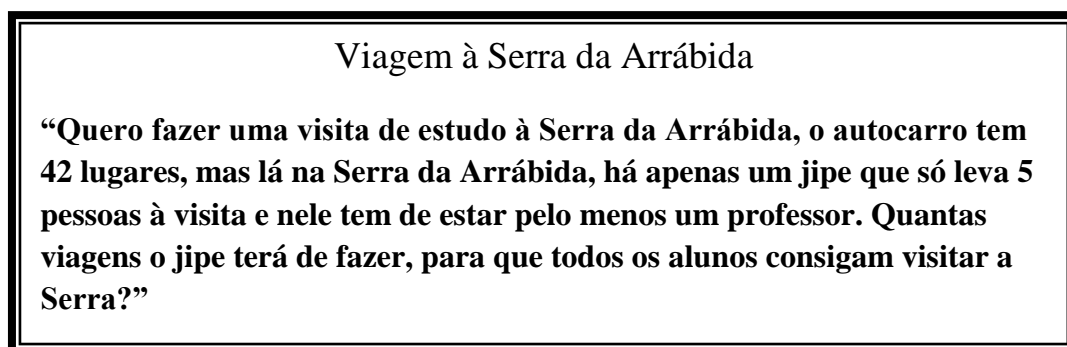 Viagem à Serra da Arrábida
“Quero fazer uma visita de estudo à Serra da Arrábida, o autocarro tem
42 lugares, mas lá na Serra da Arrábida, há apenas um jipe que só leva 5
pessoas à visita e nele tem de estar pelo menos um professor. Quantas
viagens o jipe terá de fazer, para que todos os alunos consigam visitar a
Serra?”